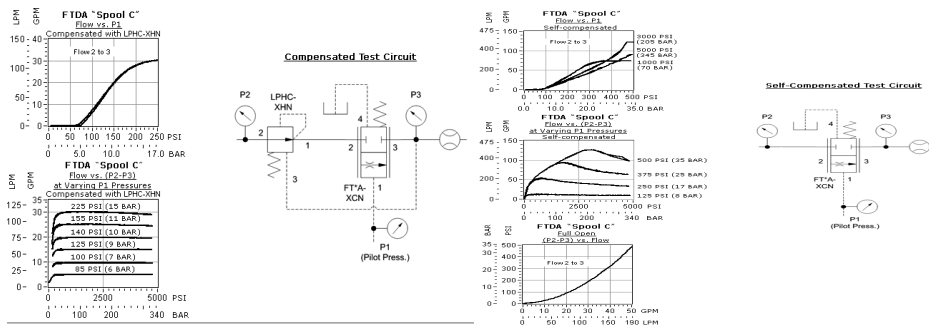 FTDA "Spool C"
Flow vs. P1
Compensated with LPHC-XHN
LPM
GPM
150
100
50
0
40
30
20
10
0
Flow 2 to 3
0 50 100 150 200 250 PSI
0 5.0 10.0 17.0 BAR
FTDA "Spool C"
Flow vs. (P2-P3)
at Varying P1 Pressures
Compensated with LPHC-XHN
LPM
GPM
125
100
75
50
25
0
35
30
20
10
0
225 PSI (15 BAR)
155 PSI (11 BAR)
140 PSI (10 BAR)
125 PSI (9 BAR)
100 PSI (7 BAR)
85 PSI (6 BAR)
0 2500 5000 PSI
0 110 200 340 BAR
Compensated Test Circuit
P2
LPHC-
XHN
2
1
3
4
2
3
1
FT*A-
XCN
P3
P1
(Pilot Press.)
FTDA "Spool C"
Flow vs. P1
Self-compensated
LPM
GPM
475
400
200
0
150
100
50
0
Flow 2 to 3
3000 PSI
(205 BAR)
5000 PSI
(345 BAR)
1000 PSI
(70 BAR)
0 100 200 300 400 500 PSI
0.0 10.0 20.0 35.0
BAR
FTDA "Spool C"
Flow vs. (P2-P3)
at Varying P1 Pressures
Self-compensated
LPM
GPM
475
400
200
0
150
100
50
0
500 PSI (35 BAR)
375 PSI (25 BAR)
250 PSI (17 BAR)
125 PSI (8 BAR)
0 2500 5000
PSI
0 110 200 340
BAR
FTDA "Spool C"
Full Open
(P2-P3) vs. Flow
BAR
PSI
35
30
20
10
0
500
400
300
200
100
0
Flow 2 to 3
0 10 20 30 40 50 GPM
0 50 100 150 190 LPM
Self-Compensated Test Circuit
P2
4
2
3
1
FT*A-
XCN
P3
P1
(Pilot Press.)